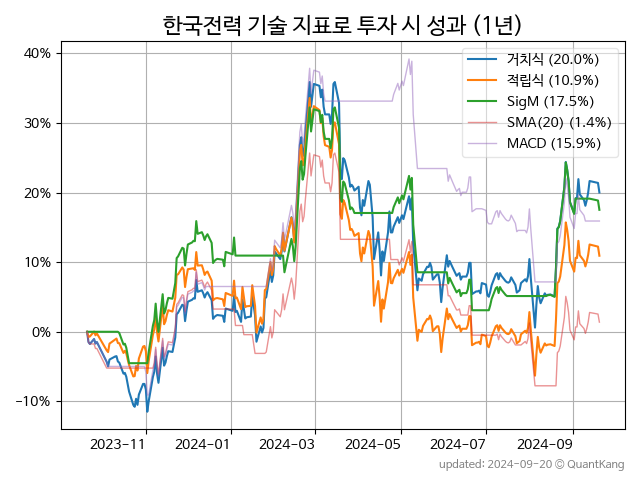 한국전력 기술 지표로 투자 시 성과 (1년)
40%
30%
20%
10%
0%
−10%
거치식 (20.0%)
적립식 (10.9%)
SigM (17.5%)
SMA(20) (1.4%)
MACD (15.9%)
2023−11
2024−01
2024−03
2024−05
2024−07
2024−09
updated: 2024-09-20 © QuantKang